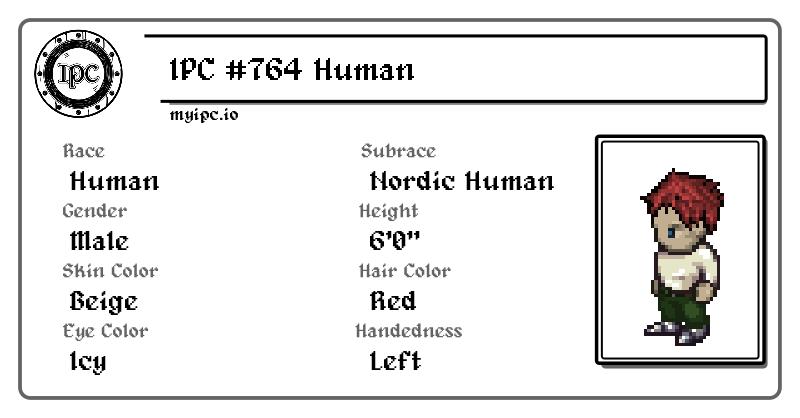 IPC
IPC #764 Human
myipc.io
Race
Subrace
Human
Nordic Human
Gender
Height
Male
6'0"
Skin Color
Hair Color
Beige
Red
Eye Color
Handedness
Icy
Left